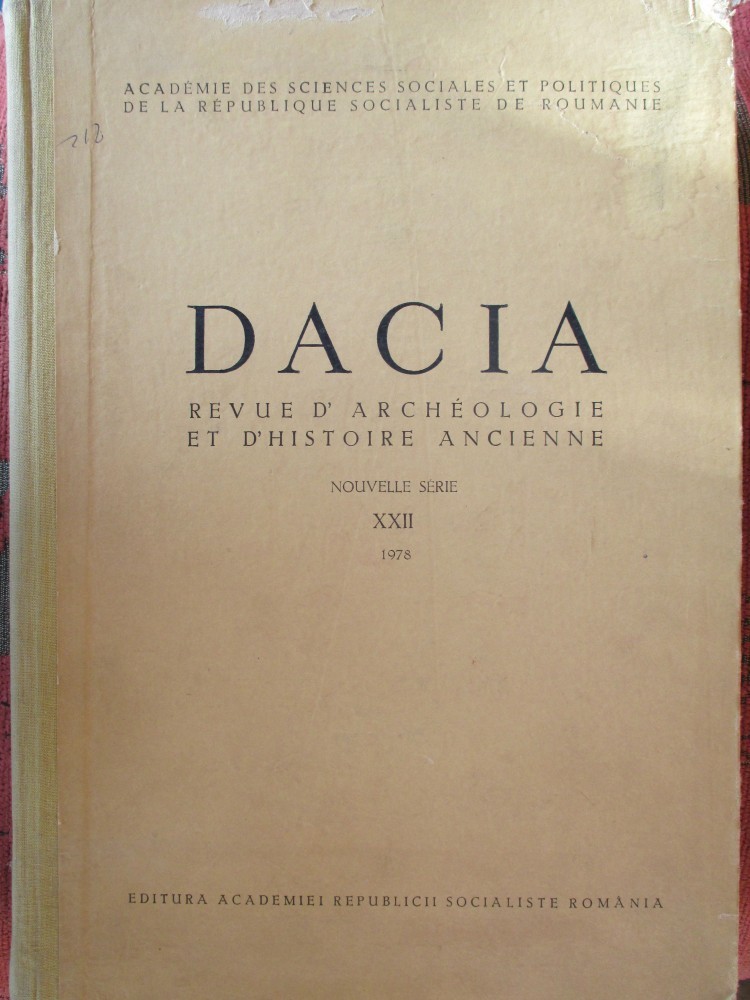 ACADÉMIE DES SCIENCES SOCIALES ET POLITIQUES
DE LA RÉPUBLIQUE SOCIALISTE DE ROUMANIE
212
DACIA
REVUE D' ARCHÉOLOGIE
ET D'HISTOIRE ANCIENNE
NOUVELLE SÉRIE
XXII
1978
EDITURA ACADEMIEI REPUBLICII SOCIALISTE ROMÂNIA